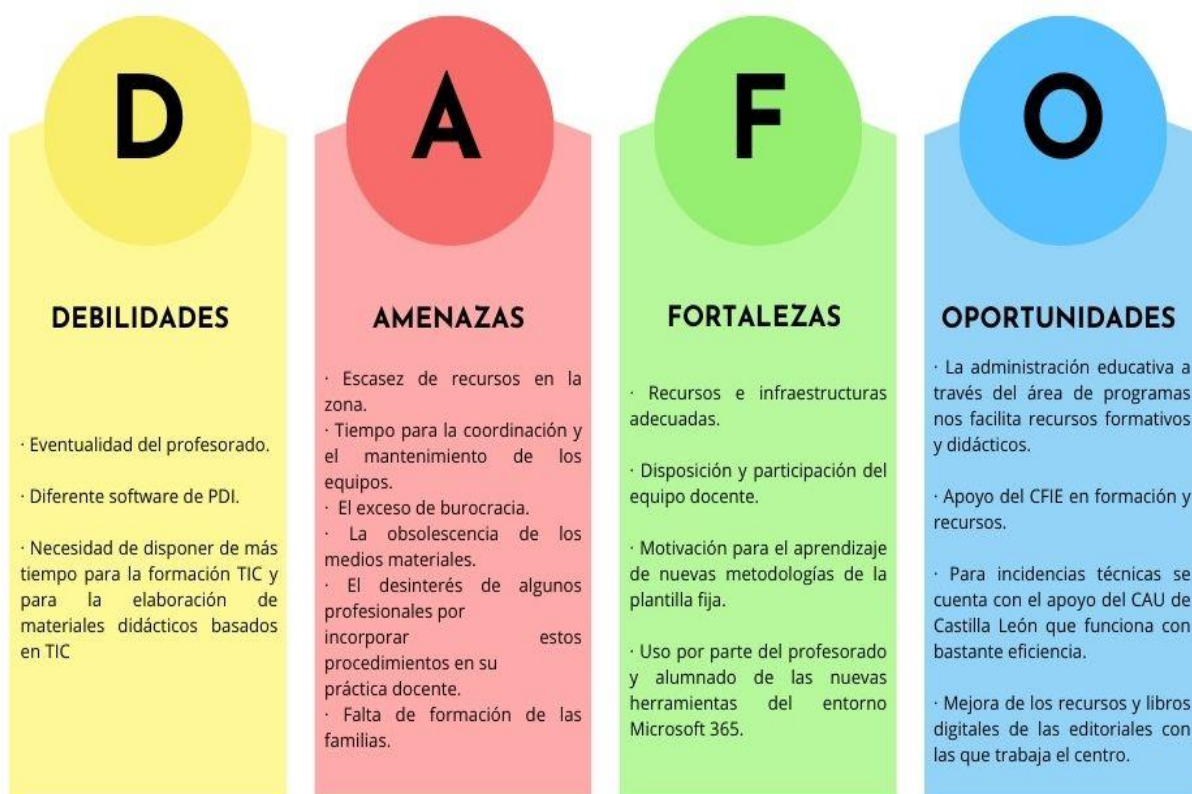 D
DEBILIDADES
· Eventualidad del profesorado.
· Diferente software de PDI.
· Necesidad de disponer de más
tiempo para la formación TIC y
para la elaboración de
materiales didácticos basados
en TIC
A
AMENAZAS
· Escasez de recursos en la
zona.
· Tiempo para la coordinación y
el mantenimiento de los
equipos.
· El exceso de burocracia.
· La obsolescencia de los
medios materiales.
· El desinterés de algunos
profesionales por
incorporar estos
procedimientos en su
práctica docente.
· Falta de formación de las
familias.
F
FORTALEZAS
· Recursos e infraestructuras
adecuadas.
· Disposición y participación del
equipo docente.
· Motivación para el aprendizaje
de nuevas metodologías de la
plantilla fija.
· Uso por parte del profesorado
y alumnado de las nuevas
herramientas del entorno
Microsoft 365.
O
OPORTUNIDADES
· La administración educativa a
través del área de programas
nos facilita recursos formativos
y didácticos.
· Apoyo del CFIE en formación y
recursos.
· Para incidencias técnicas se
cuenta con el apoyo del CAU de
Castilla León que funciona con
bastante eficiencia.
· Mejora de los recursos y libros
digitales de las editoriales con
las que trabaja el centro.